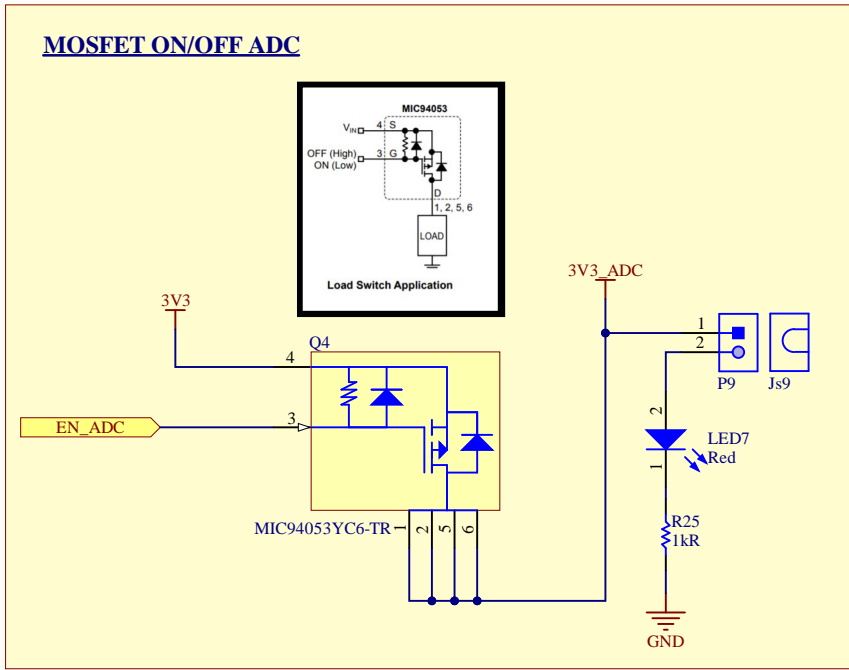 MOSFET ON/OFF ADC
MIC94053
VIN 4 S
OFF (High) 3 G
ON (Low)
D
1, 2, 5, 6
LOAD
Load Switch Application
3V3_ADC
3V3
1
2
P9
Js9
Q4
4
3
EN_ADC
MIC94053YC6-TR
1
2
5
6
2
LED7
Red
1
R25
1kR
GND